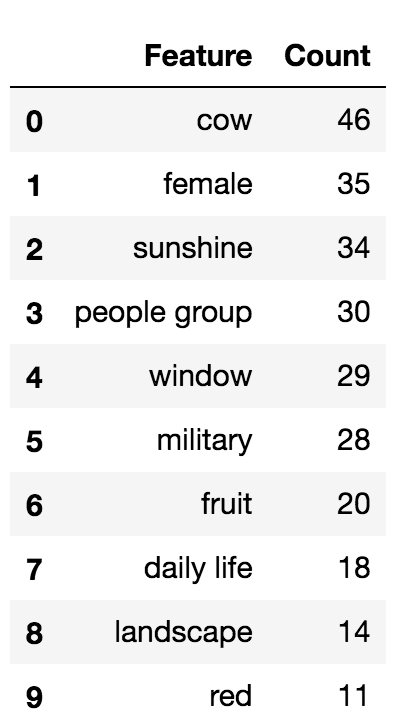 Feature Count
0 cow 46
1 female 35
2 sunshine 34
3 people group 30
4 window 29
5 military 28
6 fruit 20
7 daily life 18
8 landscape 14
9 red 11